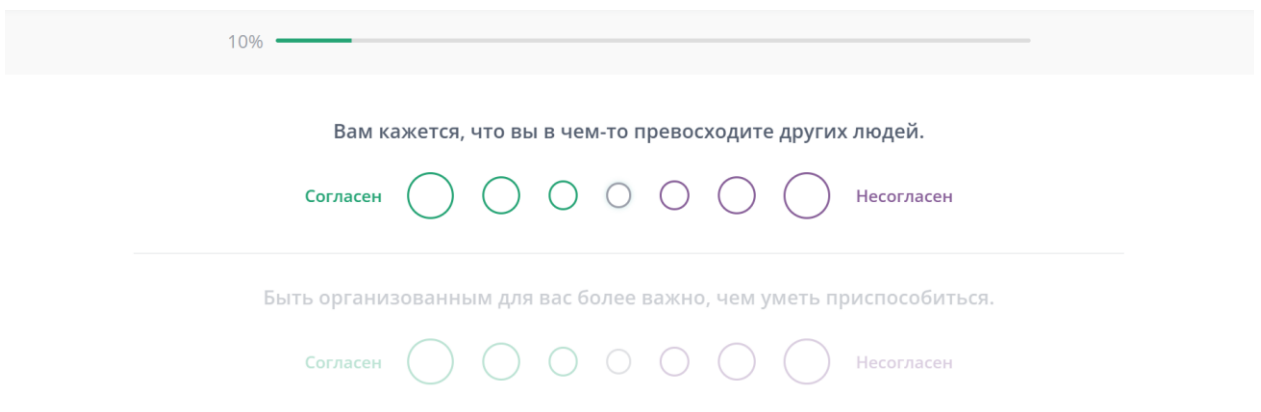 10%
Вам кажется, что вы в чем-то превосходите других людей.
Согласен Несогласен
Быть организованным для вас более важно, чем уметь приспособиться.
Согласен Несогласен